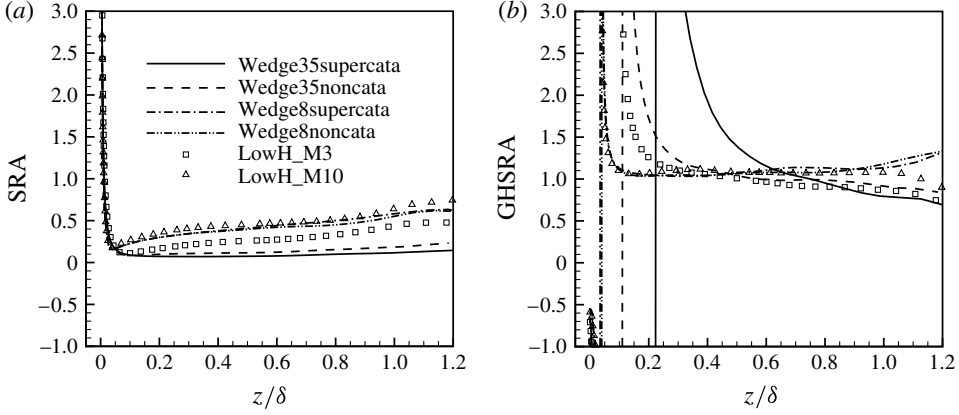 (a)
3.0
2.5
2.0
1.5
1.0
0.5
0
−0.5
−1.0
SRA
Wedge35supercata
Wedge35noncata
Wedge8supercata
Wedge8noncata
LowH_M3
LowH_M10
0
0.2
0.4
0.6
0.8
1.0
1.2
z/δ
(b)
3.0
2.5
2.0
1.5
1.0
0.5
0
−0.5
−1.0
GHSRA
0
0.2
0.4
0.6
0.8
1.0
1.2
z/δ